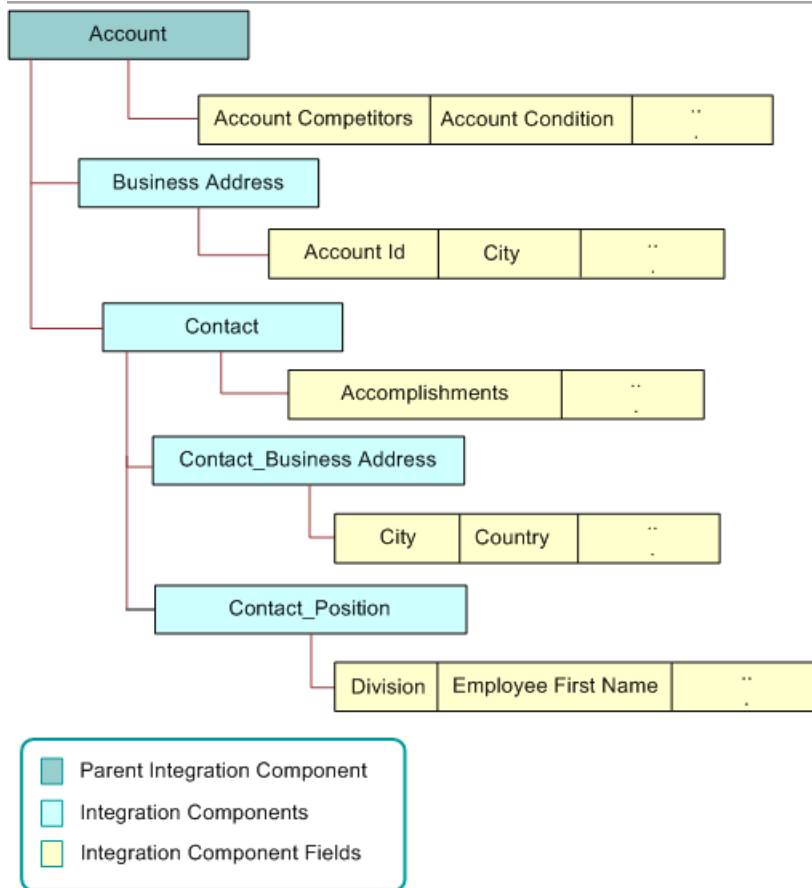 Account
Account Competitors Account Condition ...
Business Address
Account Id City ...
Contact
Accomplishments ...
Contact_Business Address
City Country ...
Contact_Position
Division Employee First Name ...
Parent Integration Component
Integration Components
Integration Component Fields